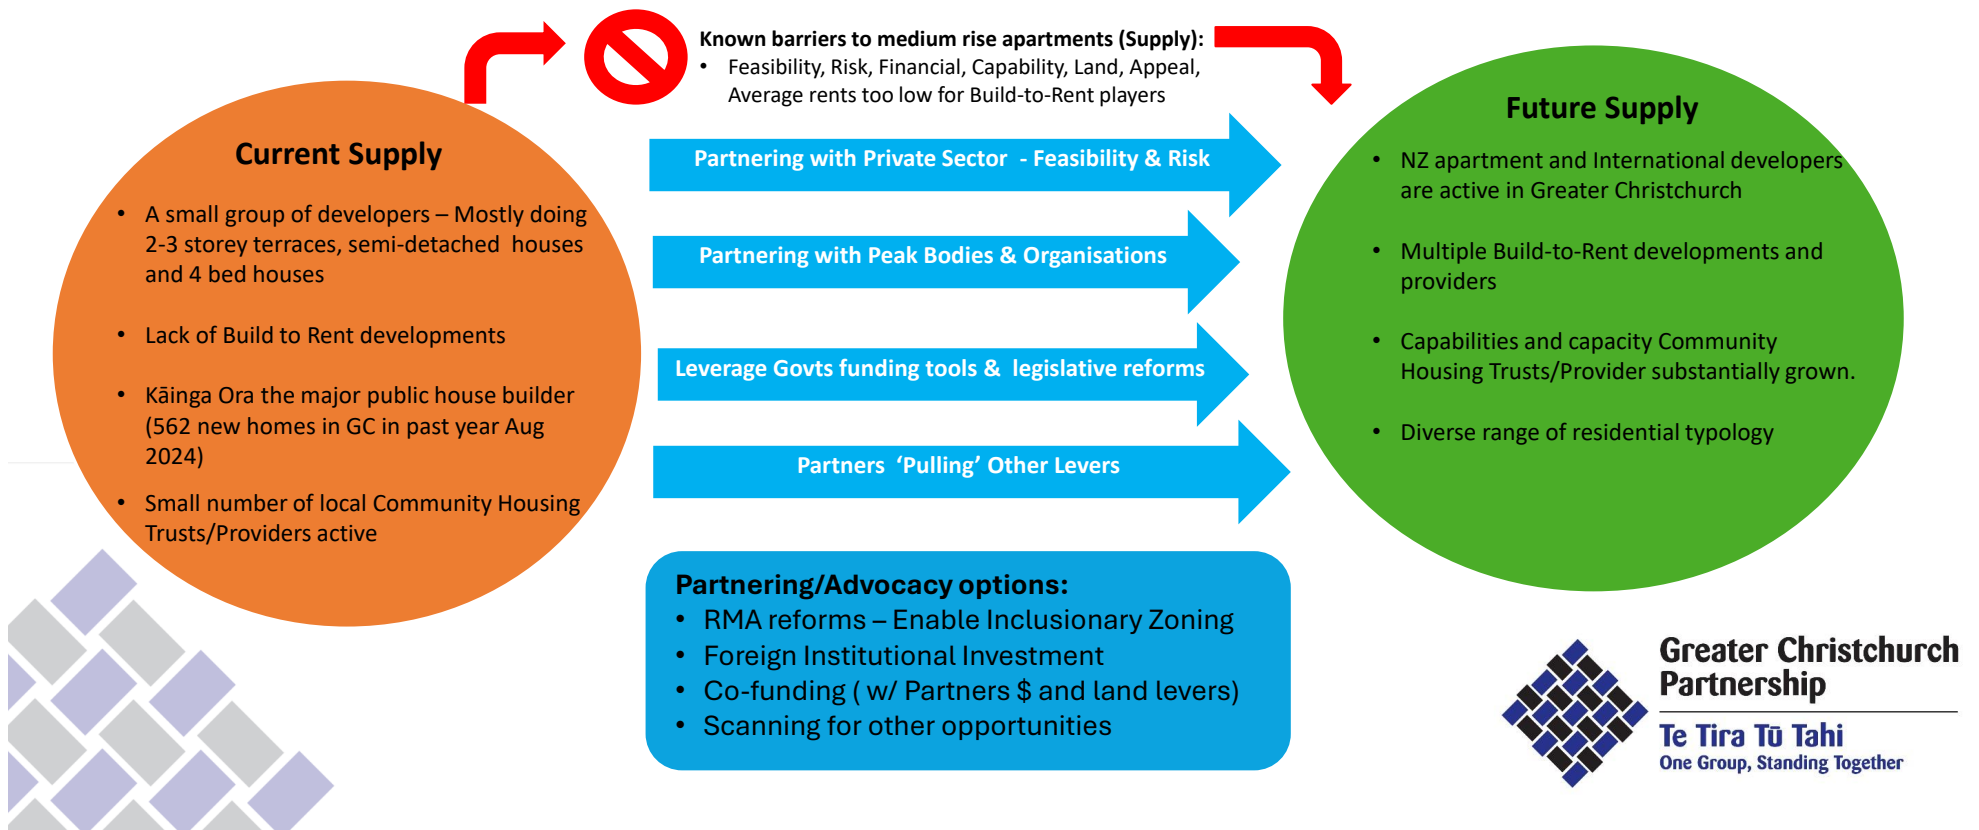 Known barriers to medium rise apartments (Supply):
• Feasibility, Risk, Financial, Capability, Land, Appeal,
Average rents too low for Build-to-Rent players
Current Supply
• A small group of developers – Mostly doing
2-3 storey terraces, semi-detached houses
and 4 bed houses
• Lack of Build to Rent developments
• Kāinga Ora the major public house builder
(562 new homes in GC in past year Aug
2024)
• Small number of local Community Housing
Trusts/Providers active
Partnering with Private Sector - Feasibility & Risk
Partnering with Peak Bodies & Organisations
Leverage Govts funding tools & legislative reforms
Partners ‘Pulling’ Other Levers
Partnering/Advocacy options:
• RMA reforms – Enable Inclusionary Zoning
• Foreign Institutional Investment
• Co-funding ( w/ Partners $ and land levers)
• Scanning for other opportunities
Future Supply
• NZ apartment and International developers
are active in Greater Christchurch
• Multiple Build-to-Rent developments and
providers
• Capabilities and capacity Community
Housing Trusts/Provider substantially grown.
• Diverse range of residential typology
Greater Christchurch
Partnership
Te Tira Tū Tahi
One Group, Standing Together